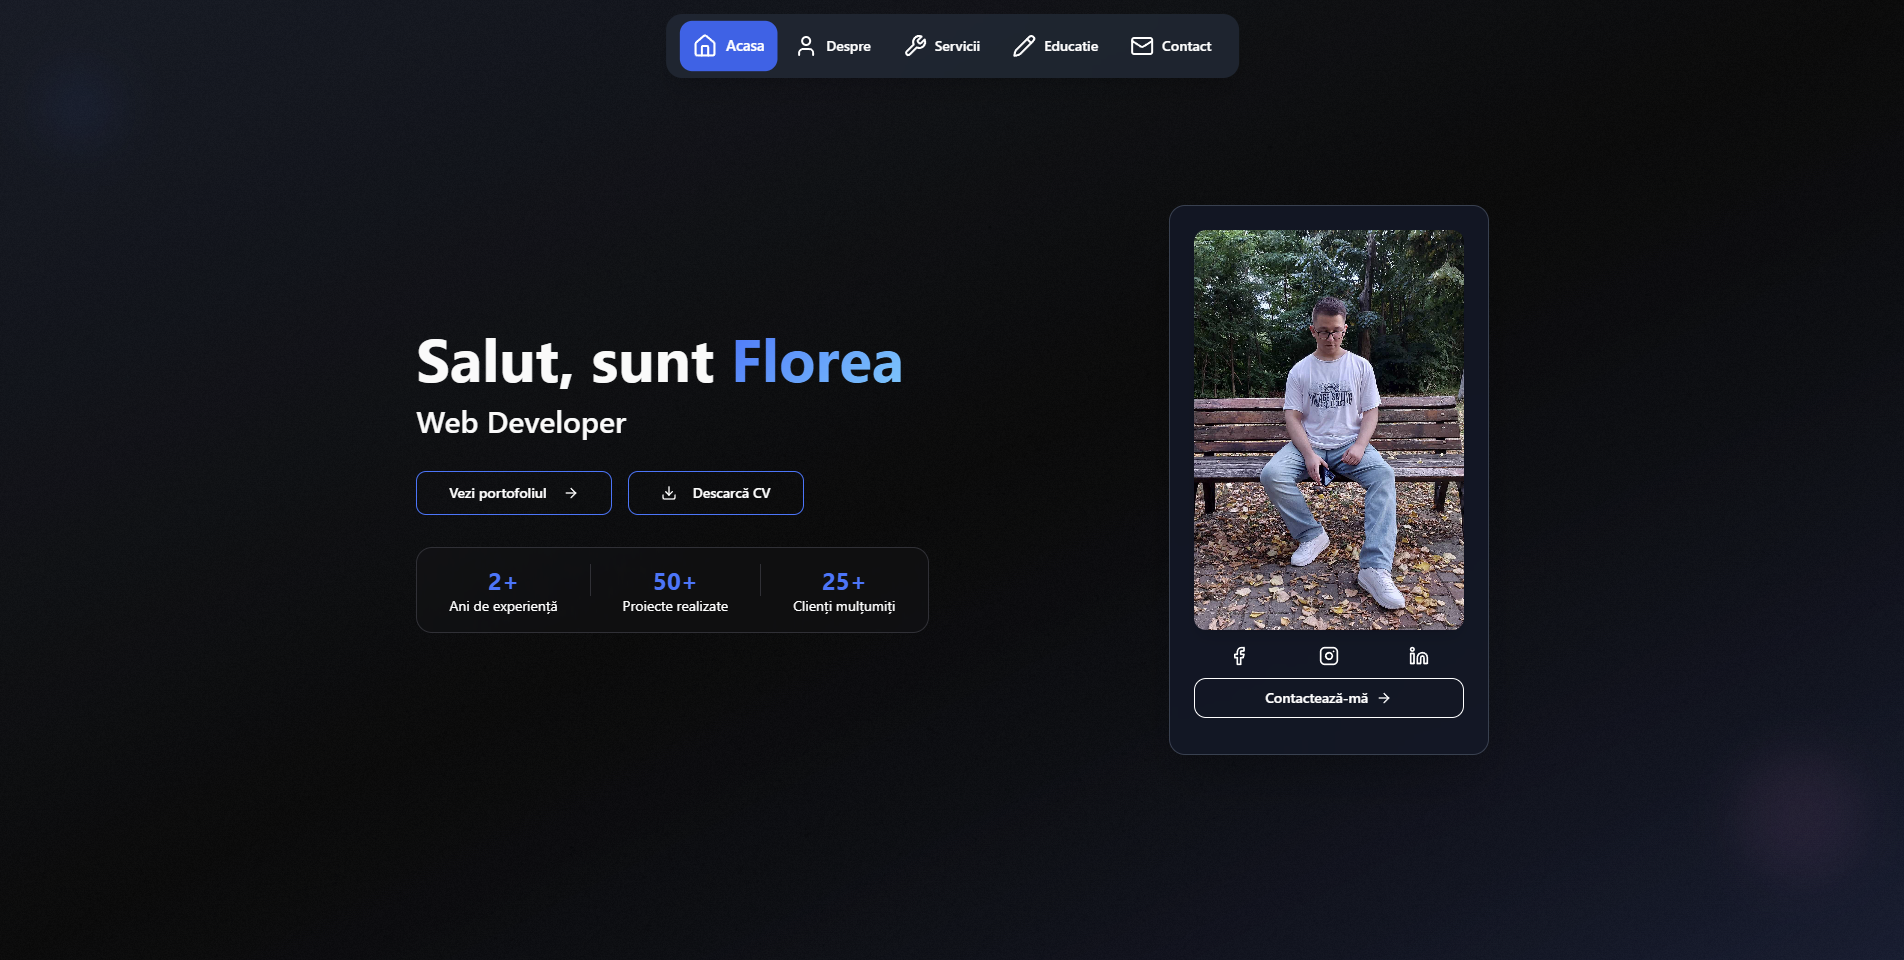 Acasa
Despre
Servicii
Educatie
Contact
Salut, sunt Florea
Web Developer
Vezi portofoliul
Descarcă CV
2+
Ani de experiență
50+
Proiecte realizate
25+
Clienți mulțumiți
Contactează-mă